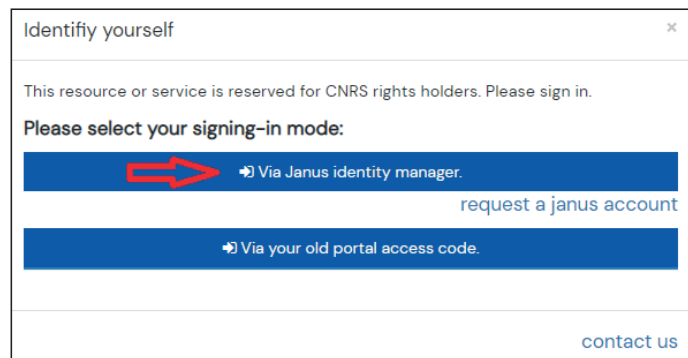 Identifiy yourself ×
This resource or service is reserved for CNRS rights holders. Please sign in.
Please select your signing-in mode:
Via Janus identity manager.
request a janus account
Via your old portal access code.
contact us